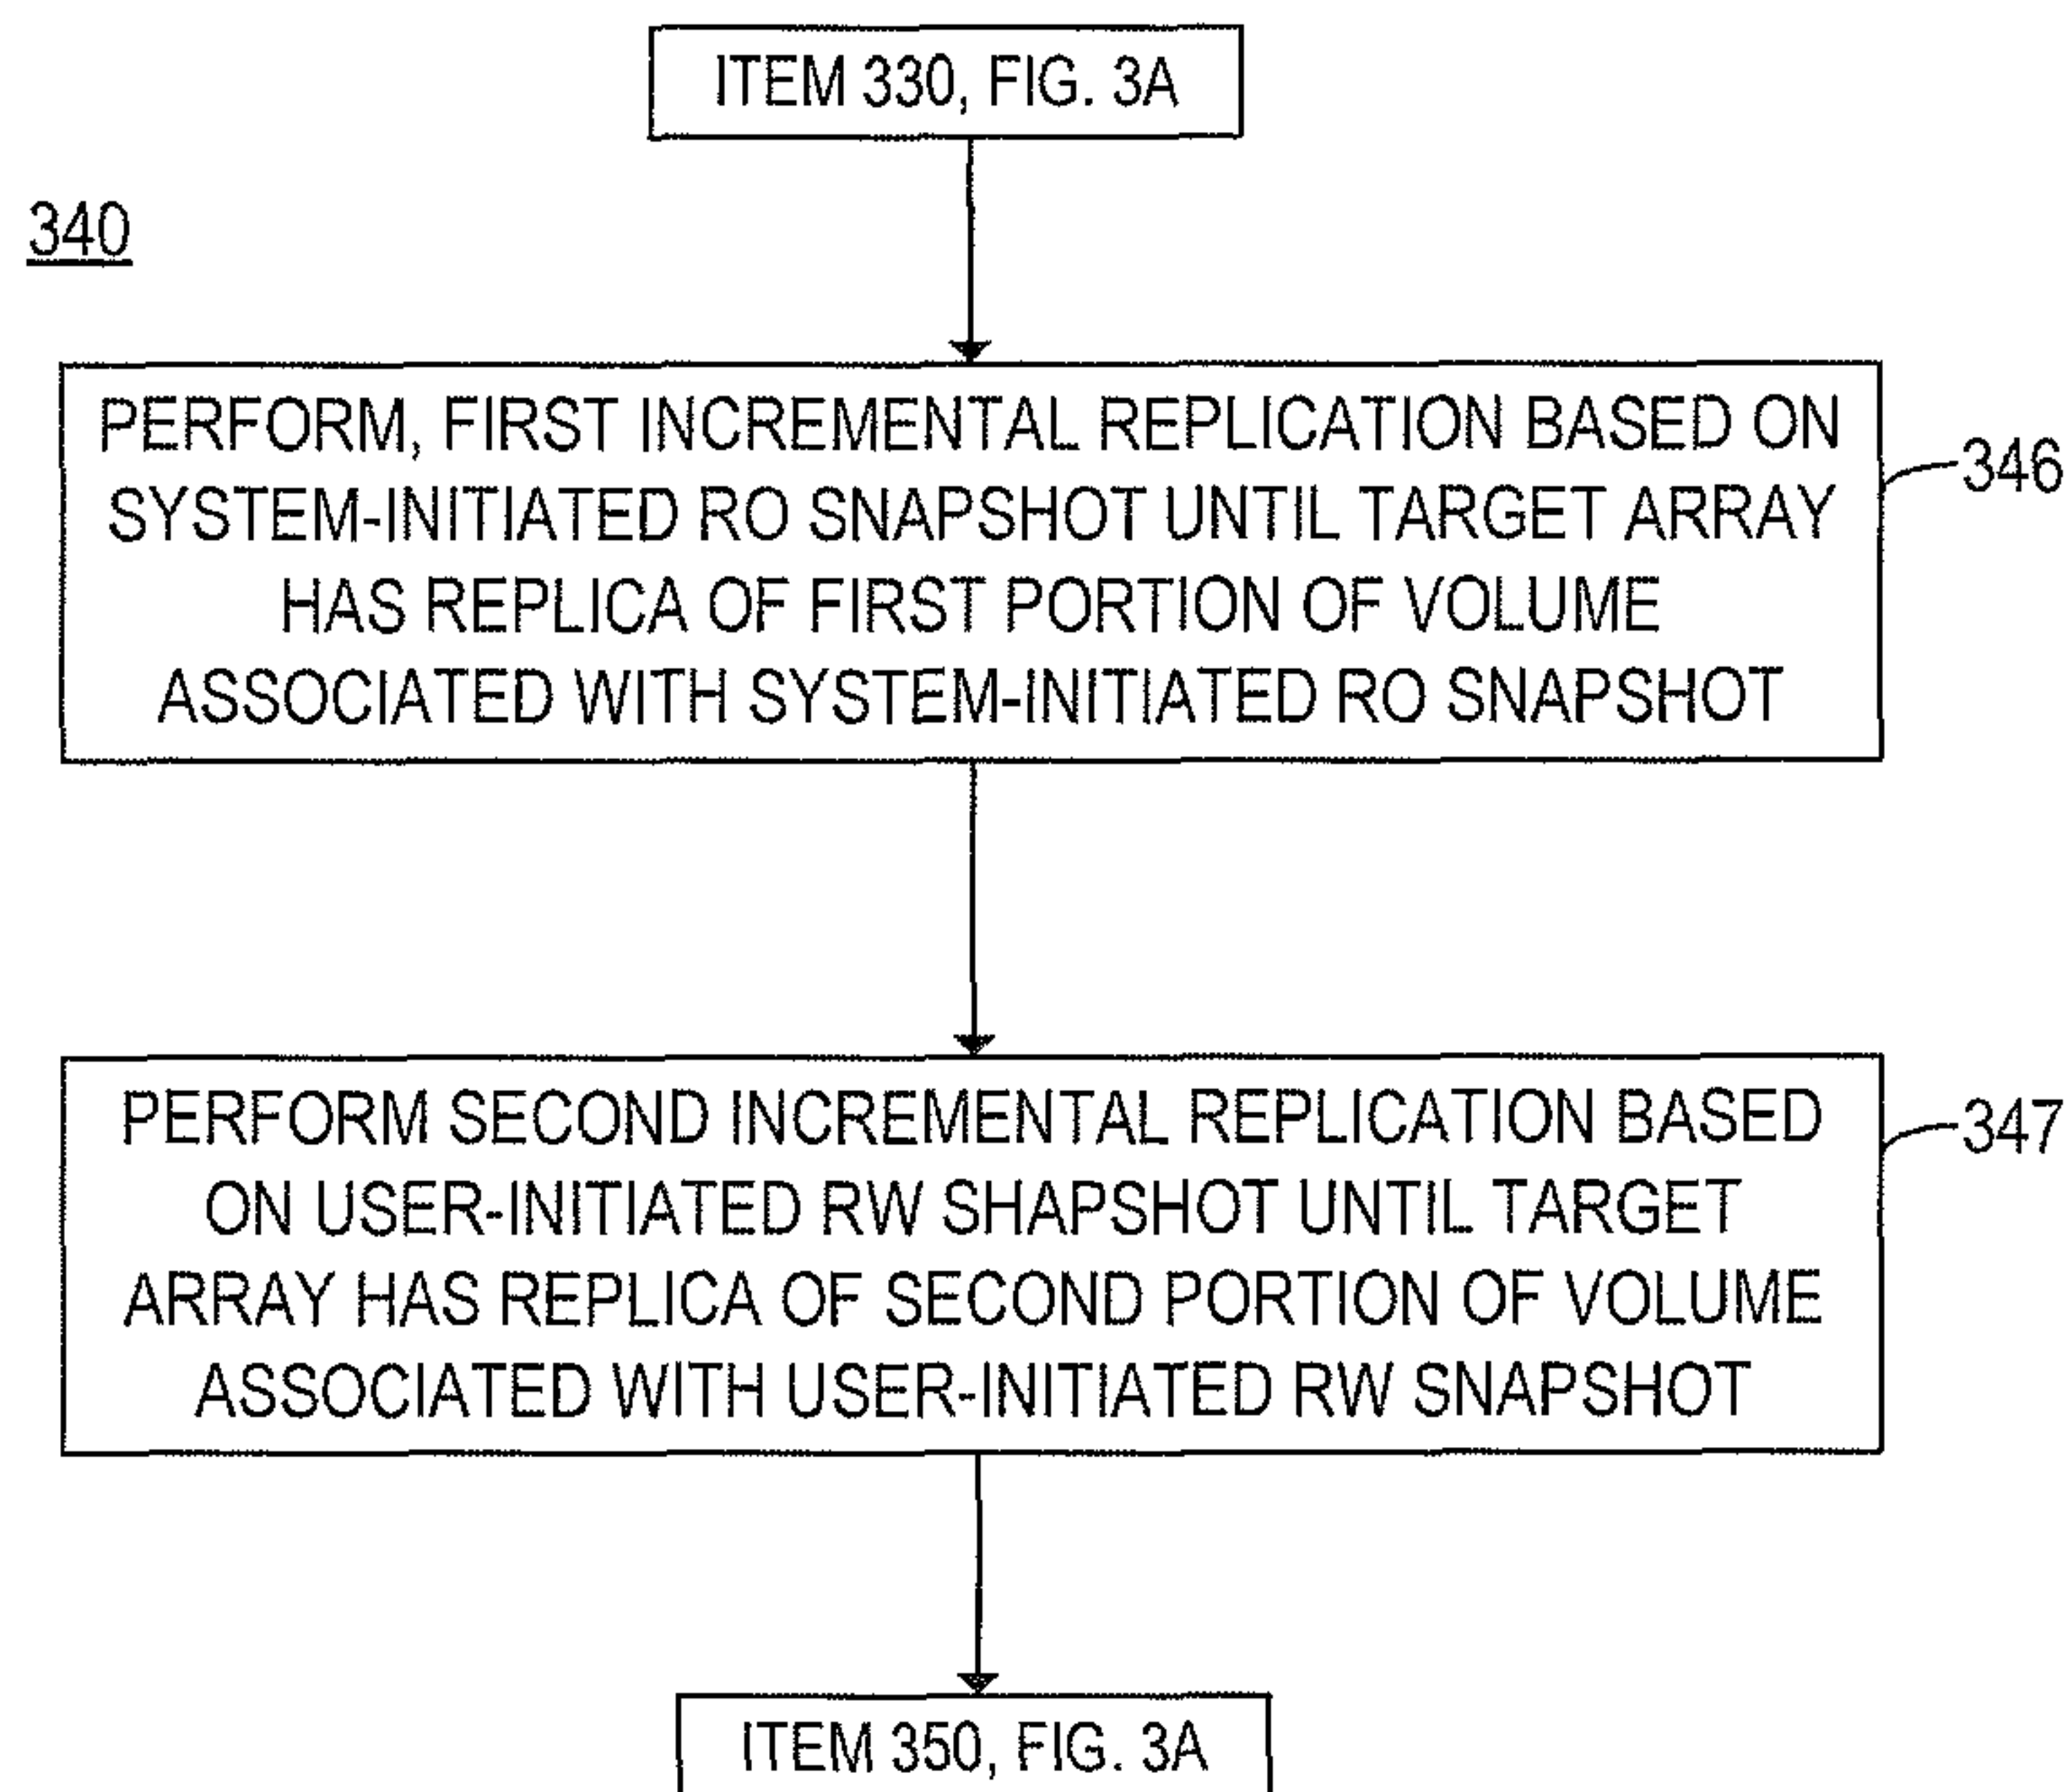 ITEM 330, FIG. 3A
340
PERFORM, FIRST INCREMENTAL REPLICATION BASED ON
SYSTEM-INITIATED RO SNAPSHOT UNTIL TARGET ARRAY
HAS REPLICA OF FIRST PORTION OF VOLUME
ASSOCIATED WITH SYSTEM-INITIATED RO SNAPSHOT
346
PERFORM SECOND INCREMENTAL REPLICATION BASED
ON USER-INITIATED RW SHAPSHOT UNTIL TARGET
ARRAY HAS REPLICA OF SECOND PORTION OF VOLUME
ASSOCIATED WITH USER-INITIATED RW SNAPSHOT
347
ITEM 350, FIG. 3A